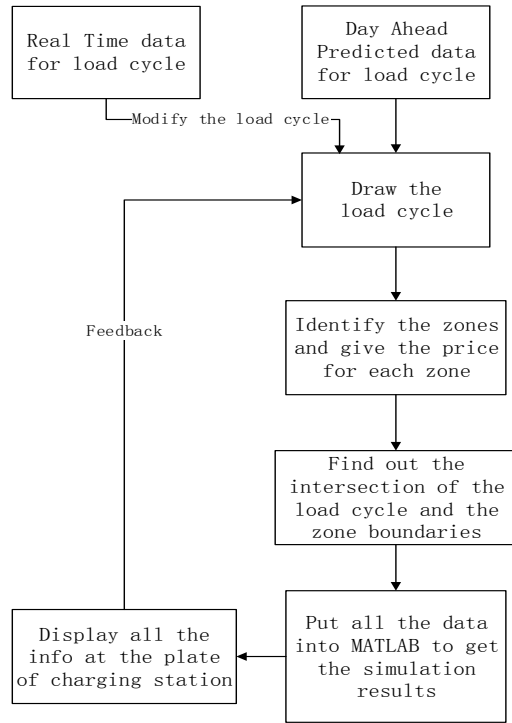 Real Time data
for load cycle
Day Ahead
Predicted data
for load cycle
Modify the load cycle
Draw the
load cycle
Feedback
Identify the zones
and give the price
for each zone
Find out the
intersection of the
load cycle and the
zone boundaries
Put all the data
into MATLAB to get
the simulation
results
Display all the
info at the plate
of charging station